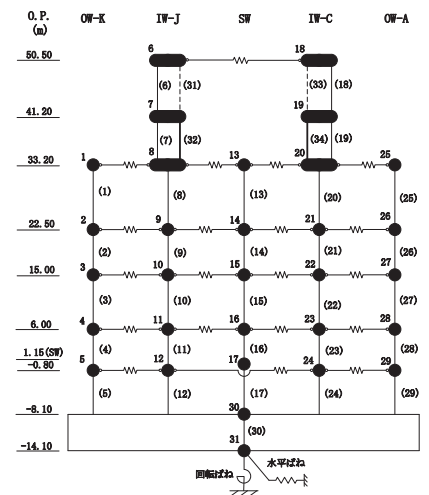 O.P.
(m)
OW-K IW-J SW IW-C OW-A
6 18
50.50
(6) (31) (33) (18)
7 19
41.20
(7) (32) (34) (19)
1 8 13 20 25
33.20
(1) (8) (13) (20) (25)
2 9 14 21 26
22.50
(2) (9) (14) (21) (26)
3 10 15 22 27
15.00
(3) (10) (15) (22) (27)
4 11 16 23 28
6.00
(4) (11) (16) (23) (28)
1.15(SW)
5 12 17 24 29
-0.80
(5) (12) (17) (24) (29)
30
-8.10
(30)
31
-14.10
水平ばね
回転ばね